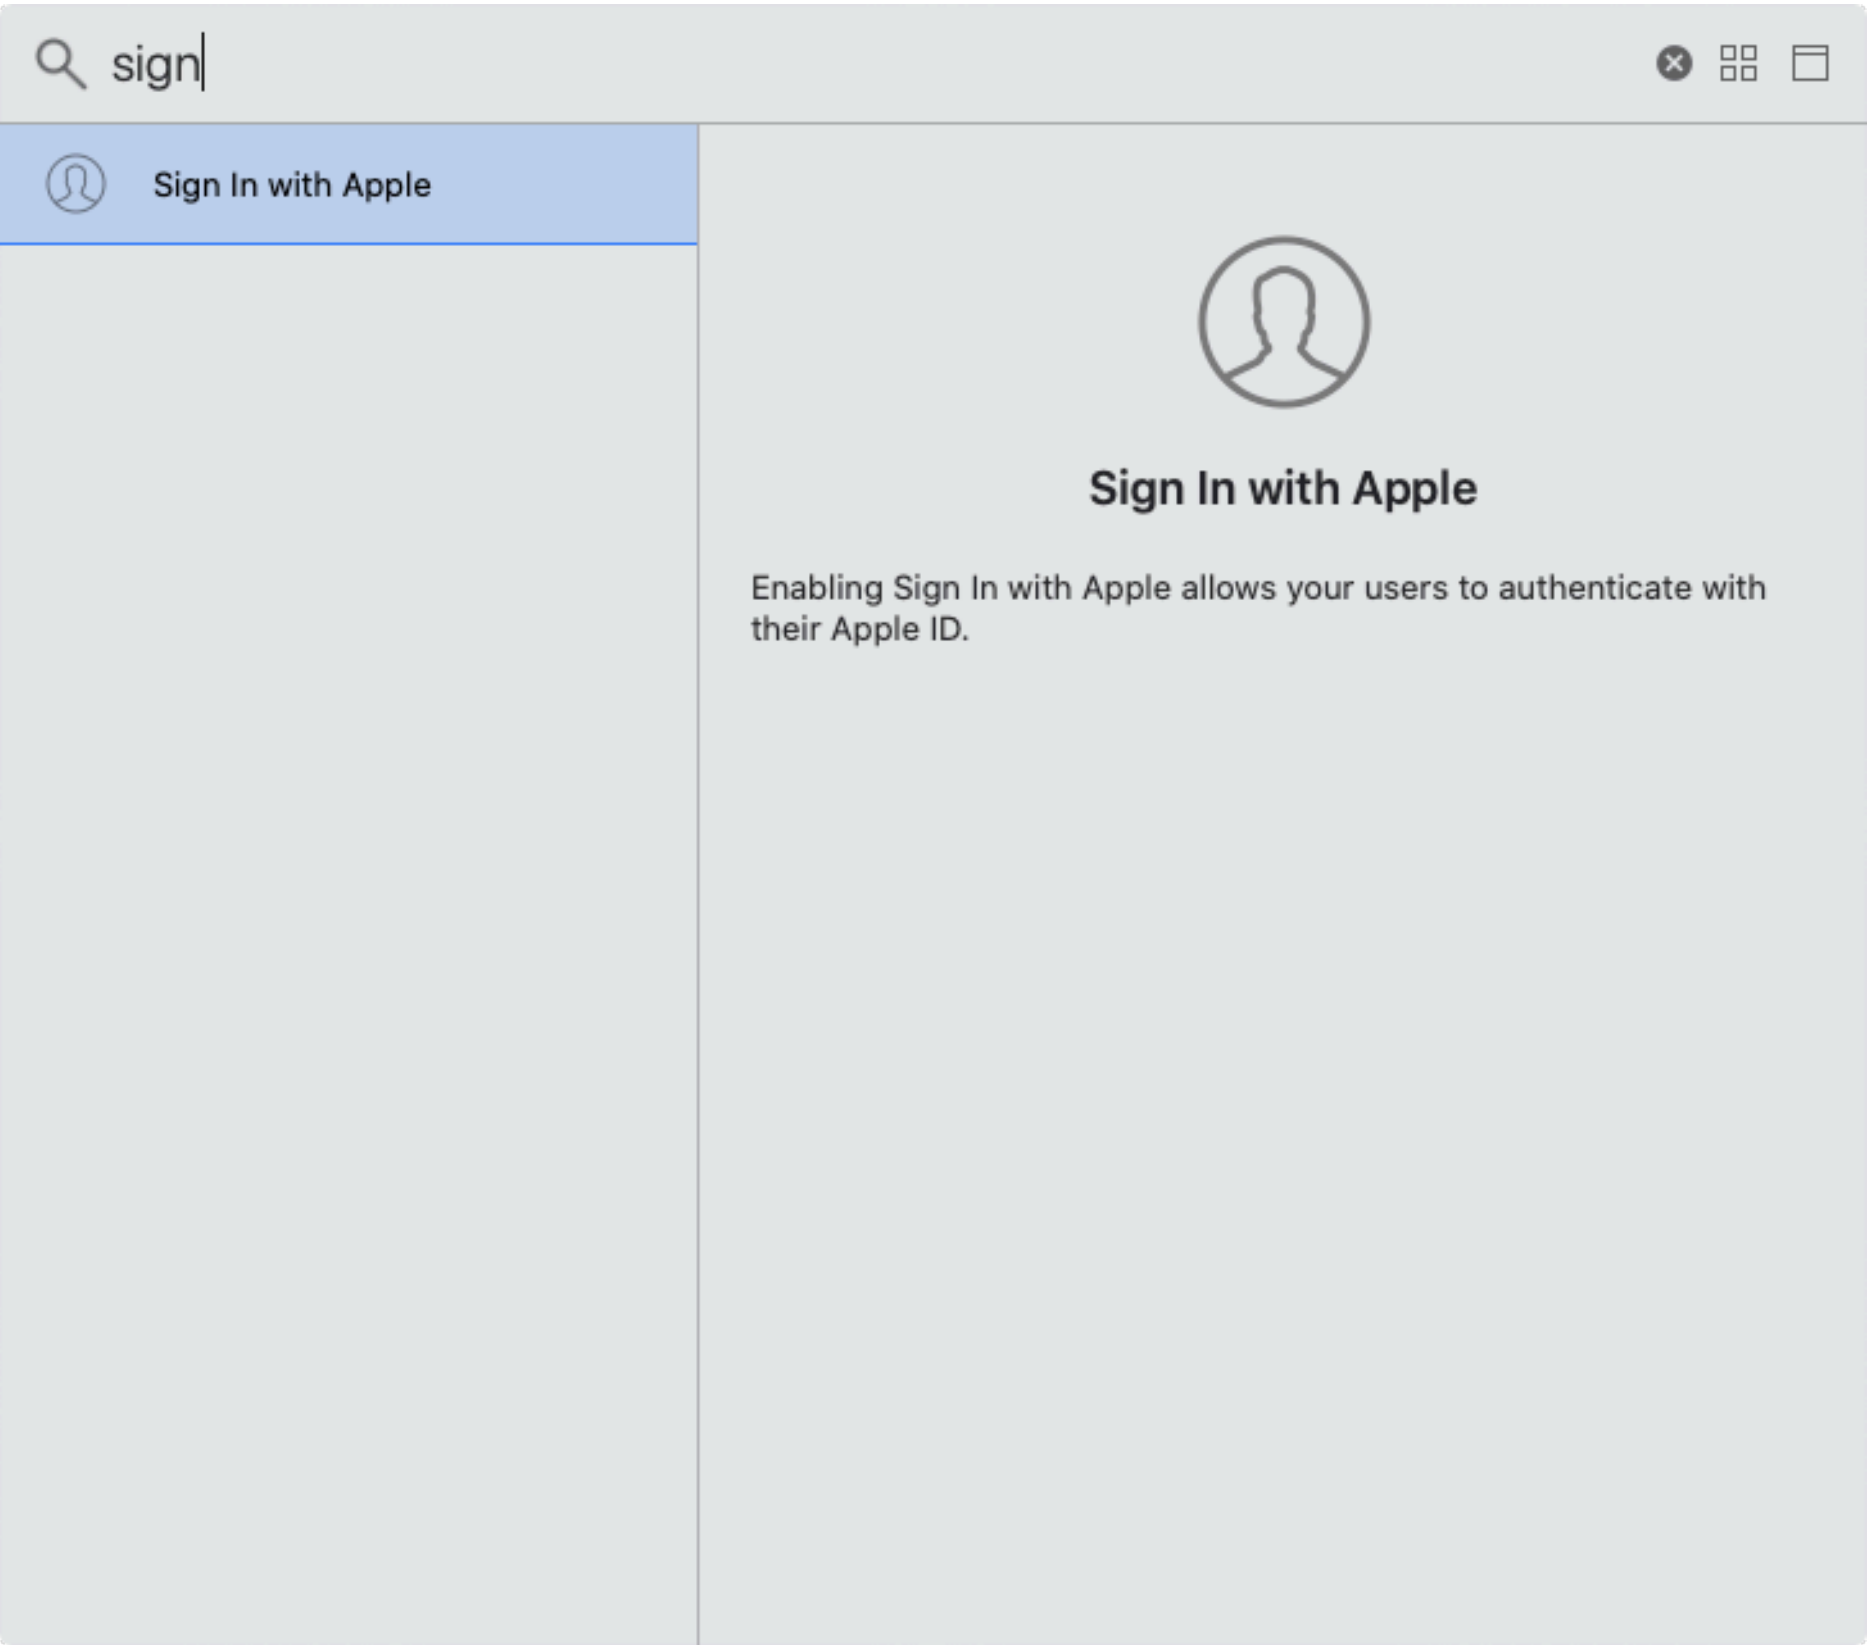 sign
Sign In with Apple
Sign In with Apple
Enabling Sign In with Apple allows your users to authenticate with
their Apple ID.